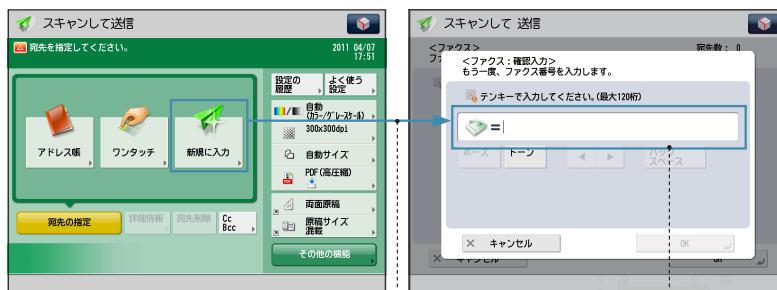 スキャンして送信
宛先を指定してください。
2011 04/07
17:51
設定の
履歴
よく使う
設定
アドレス帳
ワンタッチ
新規に入力
自動
(カラー/グレースケール)
300x300dpi
自動サイズ
PDF(高圧縮)
両面原稿
原稿サイズ
混載
宛先の指定
詳細情報
宛先削除
Cc
Bcc
その他の機能
スキャンして 送信
<ファクス>
宛先数: 0
<ファクス:確認入力>
もう一度、ファクス番号を入力します。
テンキーで入力してください。(最大120桁)
=
ポーズ
トーン
バック
スペース
キャンセル
OK
キャンセル
OK